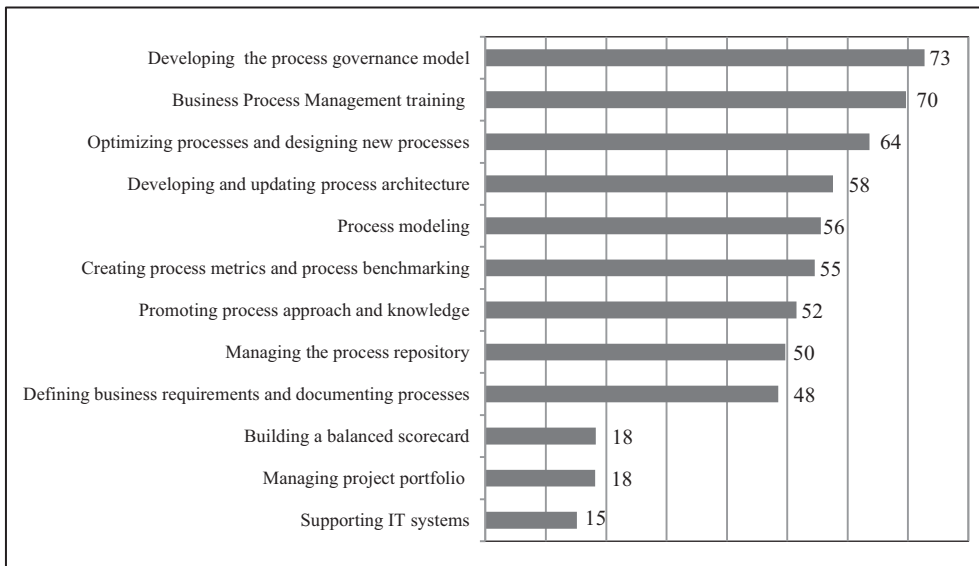 Developing the process governance model 73
Business Process Management training 70
Optimizing processes and designing new processes 64
Developing and updating process architecture 58
Process modeling 56
Creating process metrics and process benchmarking 55
Promoting process approach and knowledge 52
Managing the process repository 50
Defining business requirements and documenting processes 48
Building a balanced scorecard 18
Managing project portfolio 18
Supporting IT systems 15